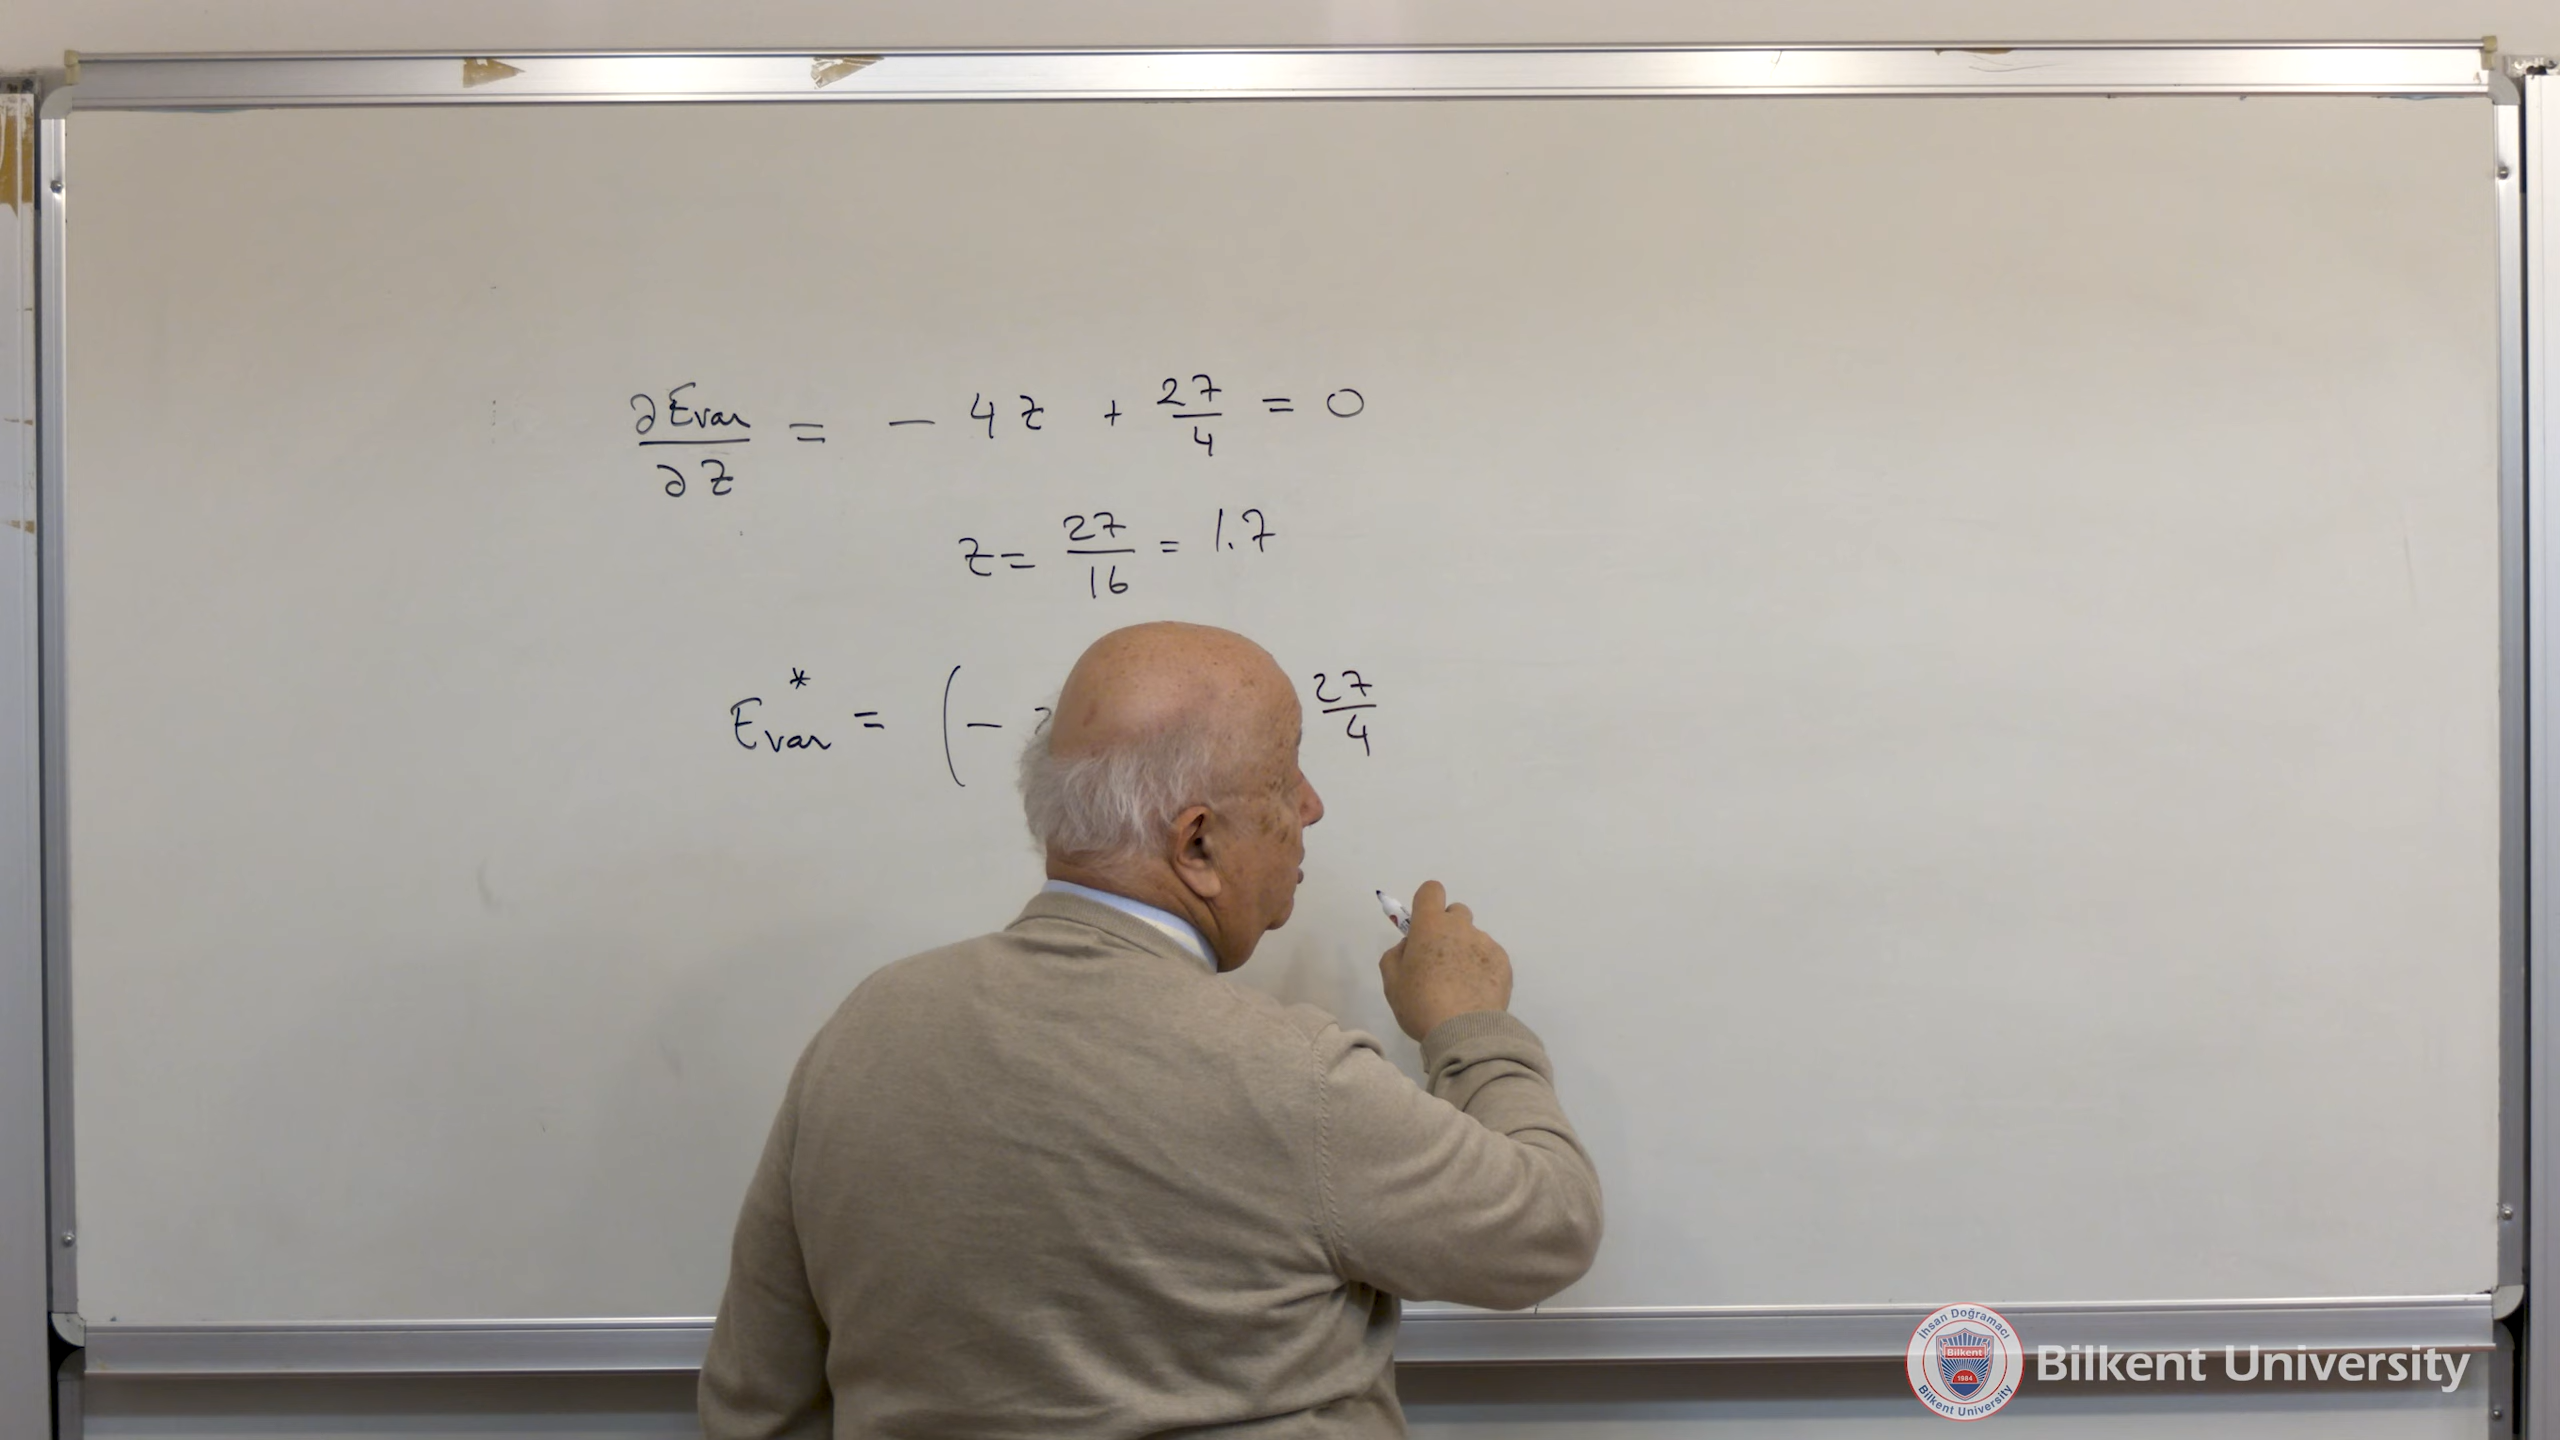 ∂Evar/∂Z = − 4Z + 27/4 = 0
Z = 27/16 = 1.7
E*var = ( − 27/4
İhsan Doğramacı
Bilkent
1984
Bilkent University
Bilkent University